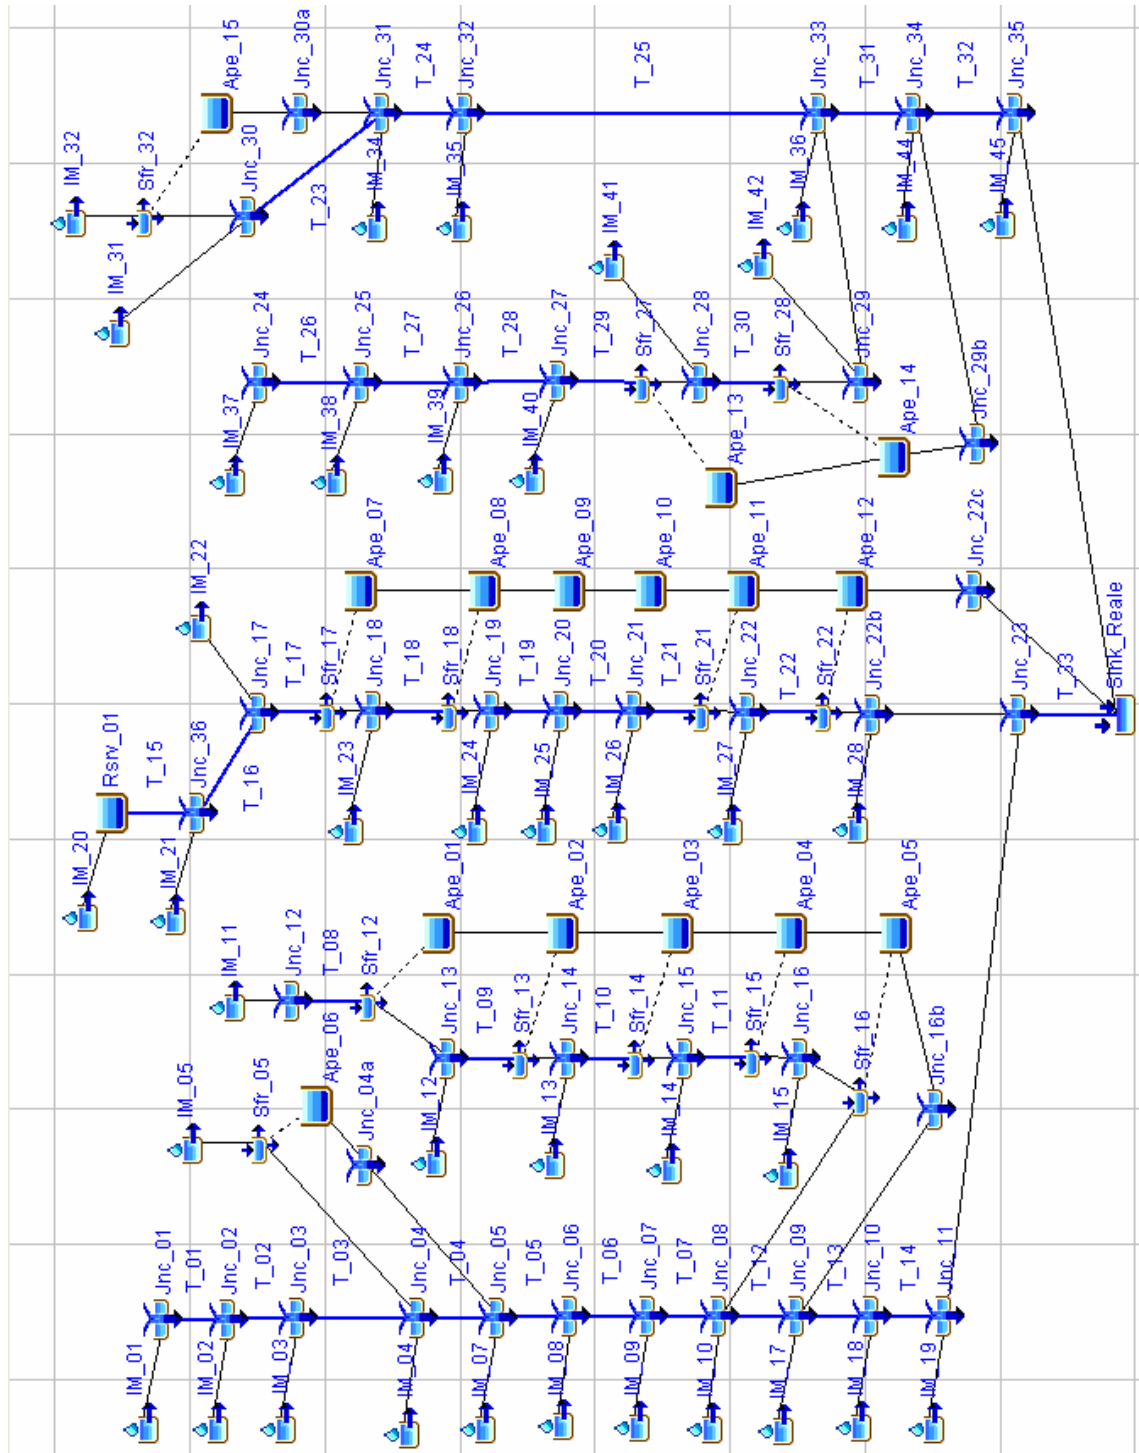 Ape_15
Jnc_30a
Jnc_31
T_24
Jnc_32
T_25
Jnc_33
T_31
Jnc_34
T_32
Jnc_35
IM_32
Sfr_32
Jnc_30
T_23
IM_34
IM_35
IM_36
IM_44
IM_45
IM_31
IM_41
IM_42
Jnc_24
T_26
Jnc_25
T_27
Jnc_26
T_28
Jnc_27
T_29
Sfr_27
Jnc_28
T_30
Sfr_28
Jnc_29
Jnc_29b
IM_37
IM_38
IM_39
IM_40
Ape_13
Ape_14
IM_22
Ape_07
Ape_08
Ape_09
Ape_10
Ape_11
Ape_12
Jnc_22c
Jnc_17
T_17
Sfr_17
Jnc_18
T_18
Sfr_18
Jnc_19
T_19
Jnc_20
T_20
Jnc_21
T_21
Sfr_21
Jnc_22
T_22
Sfr_22
Jnc_22b
Jnc_23
T_33
Sink_Reale
Rsrv_01
T_15
Jnc_36
T_16
IM_23
IM_24
IM_25
IM_26
IM_27
IM_28
IM_20
IM_21
Ape_01
Ape_02
Ape_03
Ape_04
Ape_05
IM_11
Jnc_12
T_08
Sfr_12
Jnc_13
T_09
Sfr_13
Jnc_14
T_10
Sfr_14
Jnc_15
T_11
Sfr_15
Jnc_16
Sfr_16
Jnc_16b
IM_05
Sfr_05
Ape_06
Jnc_04a
IM_12
IM_13
IM_14
IM_15
Jnc_01
T_01
Jnc_02
T_02
Jnc_03
T_03
Jnc_04
T_04
Jnc_05
T_05
Jnc_06
T_06
Jnc_07
T_07
Jnc_08
T_12
Jnc_09
T_13
Jnc_10
T_14
Jnc_11
IM_01
IM_02
IM_03
IM_04
IM_07
IM_08
IM_09
IM_10
IM_17
IM_18
IM_19